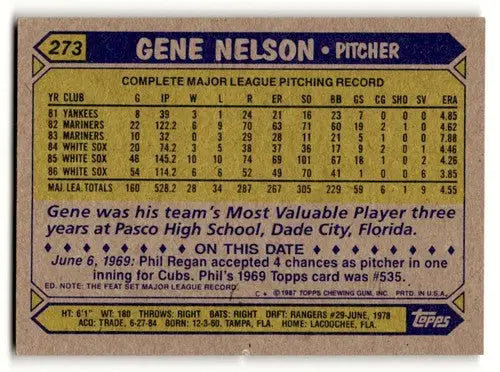 273 GENE NELSON • PITCHER
COMPLETE MAJOR LEAGUE PITCHING RECORD
YR CLUB G IP W L R ER SO BB GS CG SHO SV ERA
81 YANKEES 8 39 3 1 24 21 16 23 7 0 0 0 4.85
82 MARINERS 22 122.2 6 9 70 63 71 60 19 2 1 0 4.62
83 MARINERS 10 32 0 3 29 28 11 21 5 1 0 0 7.88
84 WHITE SOX 20 74.2 3 5 38 37 36 17 9 2 0 1 4.46
85 WHITE SOX 46 145.2 10 10 74 69 101 67 18 1 0 2 4.26
86 WHITE SOX 54 114.2 6 6 52 49 70 41 1 0 0 6 3.85
MAJ. LEA. TOTALS 160 528.2 28 34 287 267 305 229 59 6 1 9 4.55
Gene was his team's Most Valuable Player three
years at Pasco High School, Dade City, Florida.
ON THIS DATE
June 6, 1969: Phil Regan accepted 4 chances as pitcher in one
inning for Cubs. Phil's 1969 Topps card was #535.
ED. NOTE: THE FEAT SET MAJOR LEAGUE RECORD.
© 1987 TOPPS CHEWING GUM, INC. PRTD. IN U.S.A.
HT: 6'1" WT: 180 THROWS: RIGHT BATS: RIGHT DRFT: RANGERS #29-JUNE, 1978
ACQ: TRADE, 6-27-84 BORN: 12-3-60, TAMPA, FLA. HOME: LACOOCHEE, FLA.
Topps